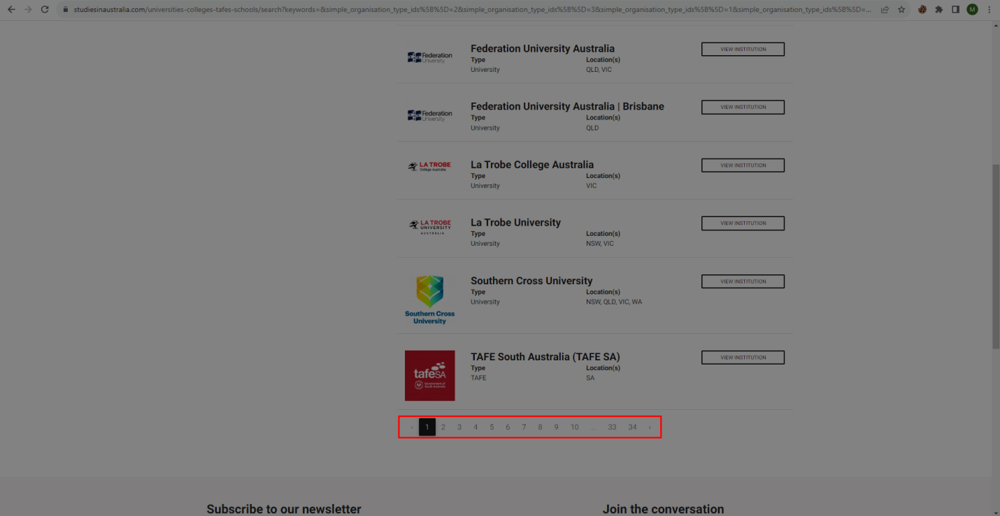 studiesinaustralia.com/universities-colleges-tafes-schools/search?keywords=&simple_organisation_type_ids%5B%5D=2&simple_organisation_type_ids%5B%5D=3&simple_organisation_type_ids%5B%5D=1&simple_organisation_type_ids%5B%5D=... M
Federation University
Federation University Australia
VIEW INSTITUTION
Type Location(s)
University QLD, VIC
Federation University
Federation University Australia | Brisbane
VIEW INSTITUTION
Type Location(s)
University QLD
LA TROBE
College Australia
La Trobe College Australia
VIEW INSTITUTION
Type Location(s)
University VIC
LA TROBE
UNIVERSITY
AUSTRALIA
La Trobe University
VIEW INSTITUTION
Type Location(s)
University NSW, VIC
Southern Cross
University
Southern Cross University
VIEW INSTITUTION
Type Location(s)
University NSW, QLD, VIC, WA
tafeSA
Government of
South Australia
TAFE South Australia (TAFE SA)
VIEW INSTITUTION
Type Location(s)
TAFE SA
‹ 1 2 3 4 5 6 7 8 9 10 ... 33 34 ›
Subscribe to our newsletter Join the conversation